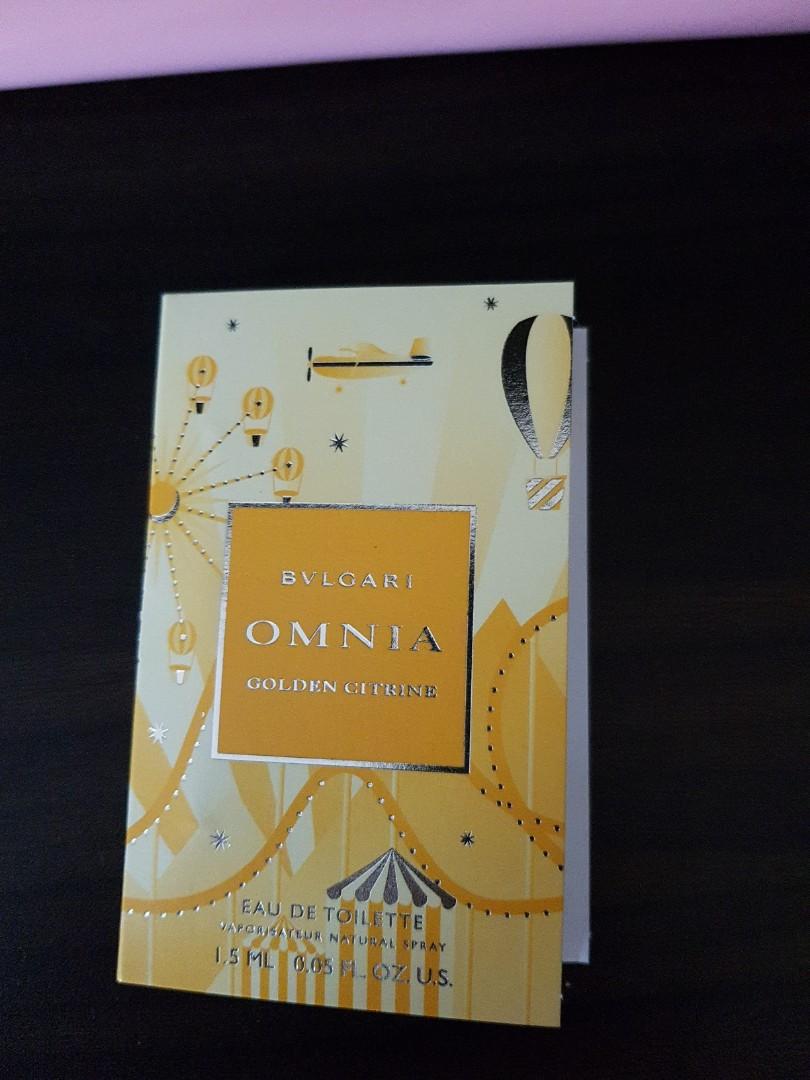 BVLGARI
OMNIA
GOLDEN CITRINE
EAU DE TOILETTE
VAPORISATEUR NATURAL SPRAY
1.5 ML 0.05 FL. OZ. U.S.